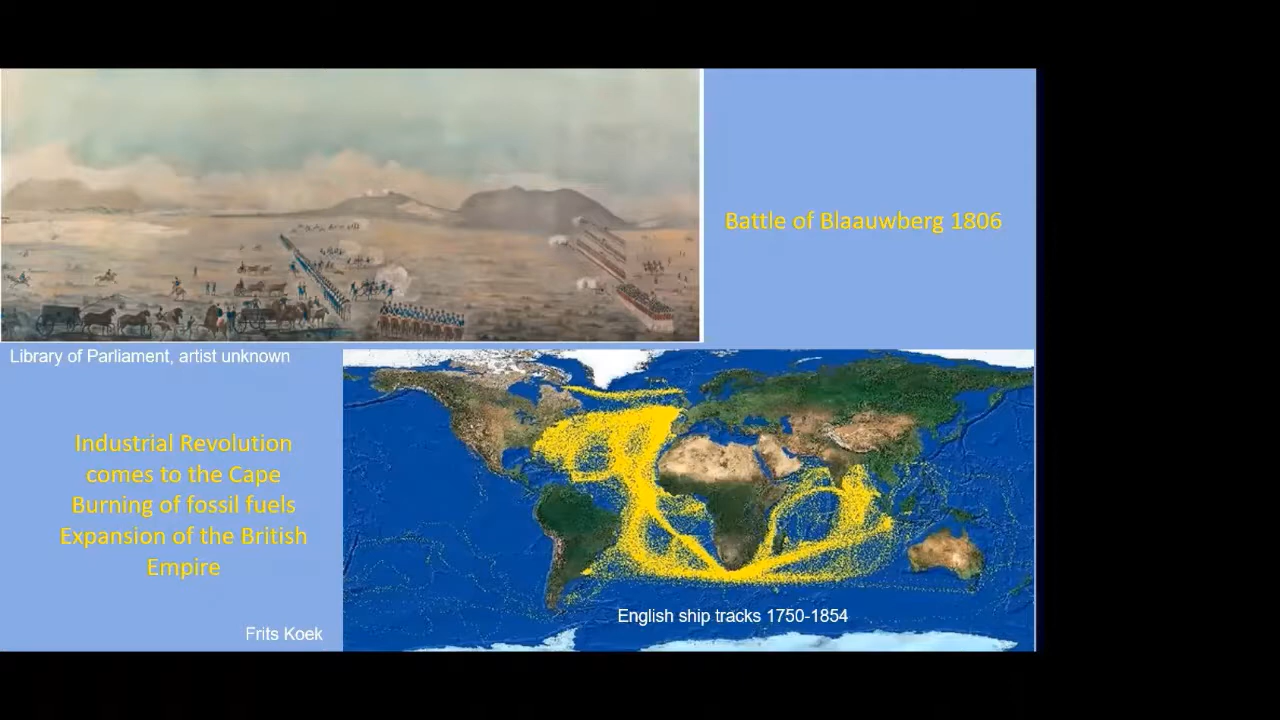 Battle of Blaauwberg 1806
Library of Parliament, artist unknown
Industrial Revolution
comes to the Cape
Burning of fossil fuels
Expansion of the British
Empire
Frits Koek
English ship tracks 1750-1854